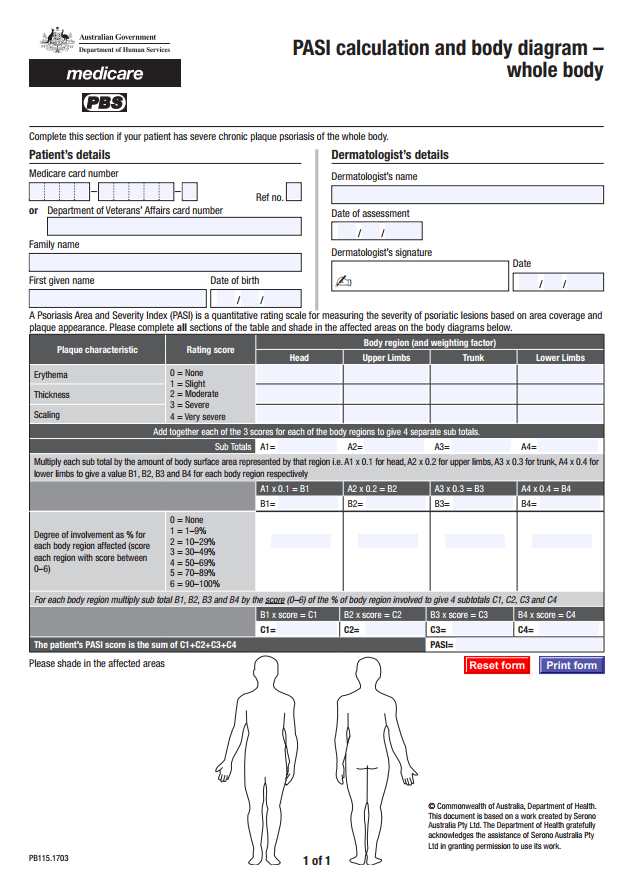 Australian Government
Department of Human Services
medicare
PBS
PASI calculation and body diagram –
whole body
Complete this section if your patient has severe chronic plaque psoriasis of the whole body.
Patient's details
Medicare card number
– – Ref no.
or Department of Veterans' Affairs card number
Family name
First given name Date of birth
/ /
Dermatologist's details
Dermatologist's name
Date of assessment
/ /
Dermatologist's signature
Date
/ /
A Psoriasis Area and Severity Index (PASI) is a quantitative rating scale for measuring the severity of psoriatic lesions based on area coverage and
plaque appearance. Please complete all sections of the table and shade in the affected areas on the body diagrams below.
Plaque characteristic Rating score Body region (and weighting factor)
Head Upper Limbs Trunk Lower Limbs
Erythema
Thickness
Scaling
0 = None
1 = Slight
2 = Moderate
3 = Severe
4 = Very severe
Add together each of the 3 scores for each of the body regions to give 4 separate sub totals.
Sub Totals A1= A2= A3= A4=
Multiply each sub total by the amount of body surface area represented by that region i.e. A1 x 0.1 for head, A2 x 0.2 for upper limbs, A3 x 0.3 for trunk, A4 x 0.4 for
lower limbs to give a value B1, B2, B3 and B4 for each body region respectively
A1 x 0.1 = B1 A2 x 0.2 = B2 A3 x 0.3 = B3 A4 x 0.4 = B4
B1= B2= B3= B4=
Degree of involvement as % for
each body region affected (score
each region with score between
0–6)
0 = None
1 = 1–9%
2 = 10–29%
3 = 30–49%
4 = 50–69%
5 = 70–89%
6 = 90–100%
For each body region multiply sub total B1, B2, B3 and B4 by the score (0–6) of the % of body region involved to give 4 subtotals C1, C2, C3 and C4
B1 x score = C1 B2 x score = C2 B3 x score = C3 B4 x score = C4
C1= C2= C3= C4=
The patient's PASI score is the sum of C1+C2+C3+C4 PASI=
Please shade in the affected areas
Reset form Print form
© Commonwealth of Australia, Department of Health.
This document is based on a work created by Serono
Australia Pty Ltd. The Department of Health gratefully
acknowledges the assistance of Serono Australia Pty
Ltd in granting permission to use its work.
PB115.1703
1 of 1